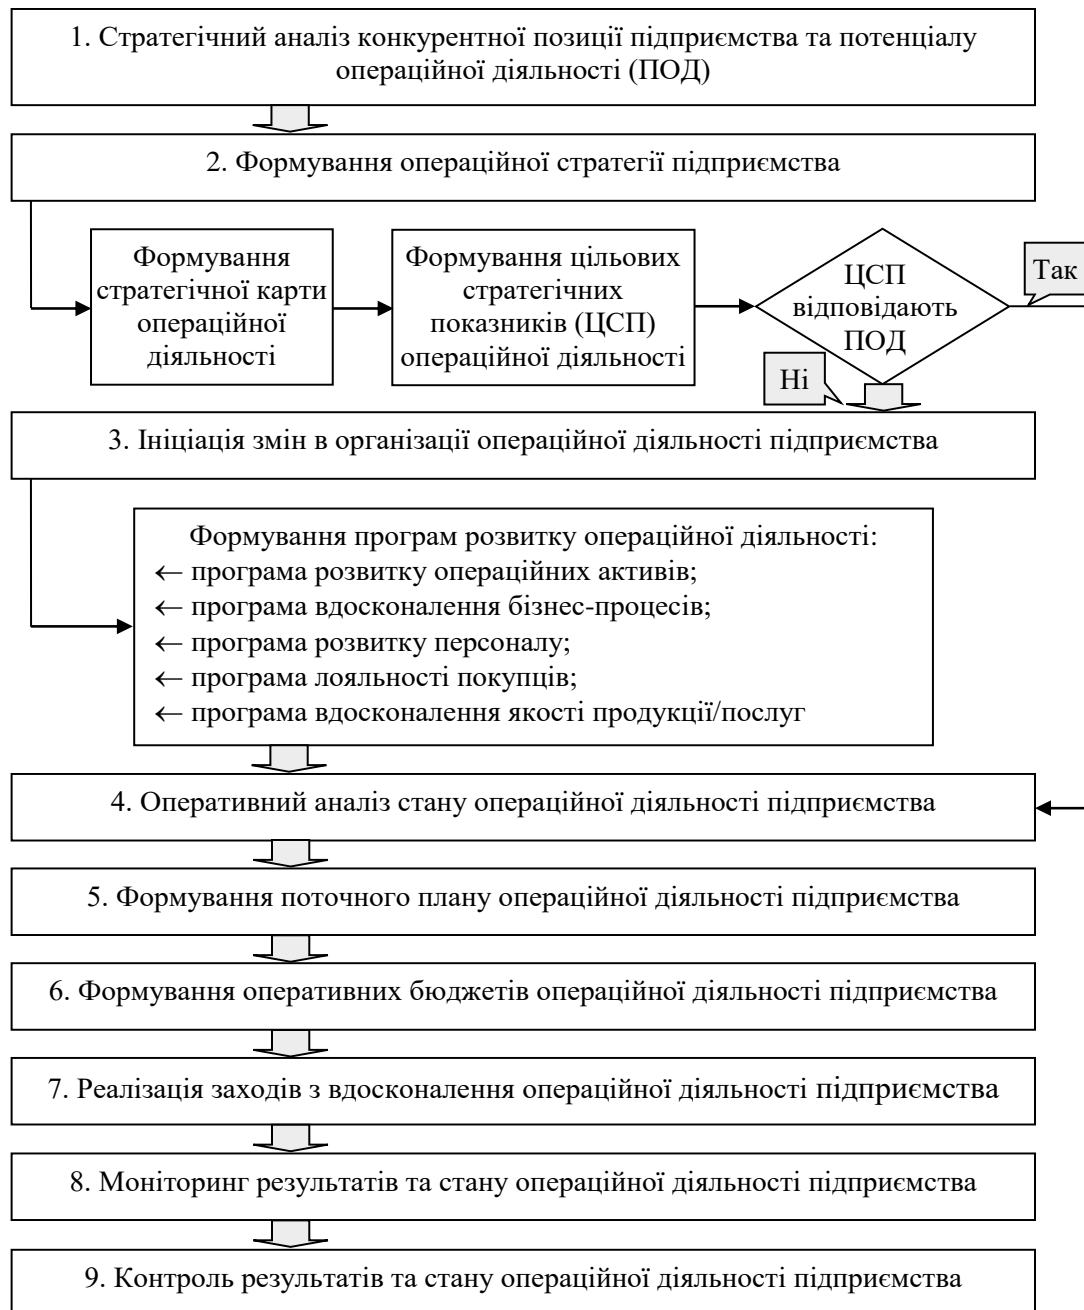 1. Стратегічний аналіз конкурентної позиції підприємства та потенціалу
операційної діяльності (ПОД)
2. Формування операційної стратегії підприємства
Формування
стратегічної карти
операційної
діяльності
Формування цільових
стратегічних
показників (ЦСП)
операційної діяльності
ЦСП
відповідають
ПОД
Так
Ні
3. Ініціація змін в організації операційної діяльності підприємства
Формування програм розвитку операційної діяльності:
← програма розвитку операційних активів;
← програма вдосконалення бізнес-процесів;
← програма розвитку персоналу;
← програма лояльності покупців;
← програма вдосконалення якості продукції/послуг
4. Оперативний аналіз стану операційної діяльності підприємства
5. Формування поточного плану операційної діяльності підприємства
6. Формування оперативних бюджетів операційної діяльності підприємства
7. Реалізація заходів з вдосконалення операційної діяльності підприємства
8. Моніторинг результатів та стану операційної діяльності підприємства
9. Контроль результатів та стану операційної діяльності підприємства